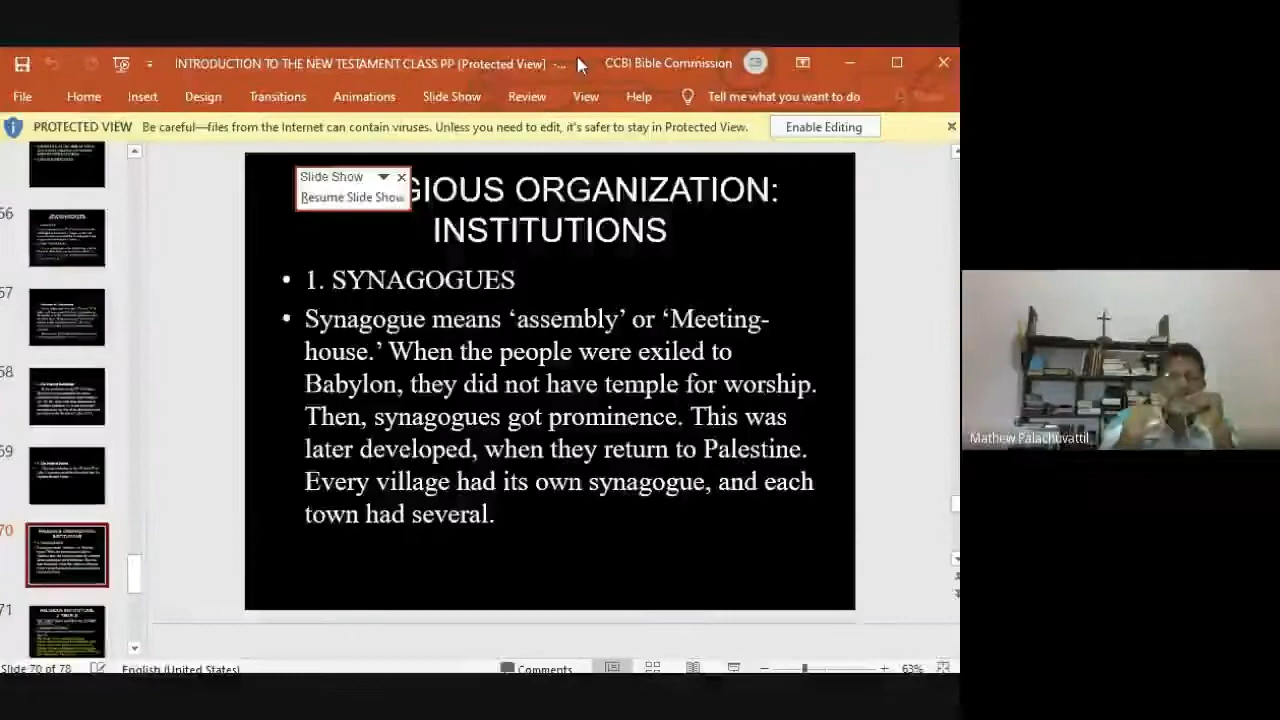 INTRODUCTION TO THE NEW TESTAMENT CLASS PP (Protected View) -... CCBI Bible Commission
File Home Insert Design Transitions Animations Slide Show Review View Help Tell me what you want to do
PROTECTED VIEW Be careful—files from the Internet can contain viruses. Unless you need to edit, it's safer to stay in Protected View. Enable Editing
Slide Show
Resume Slide Show
GIOUS ORGANIZATION:
INSTITUTIONS
• 1. SYNAGOGUES
• Synagogue means 'assembly' or 'Meeting-
house.' When the people were exiled to
Babylon, they did not have temple for warship.
Then, synagogues got prominence. This was
later developed, when they return to Palestine.
Every village had its own synagogue, and each
town had several.
56
57
58
59
70
71
Mathew Palachuvattil
Slide 70 of 78 English (United States) Comments 63%